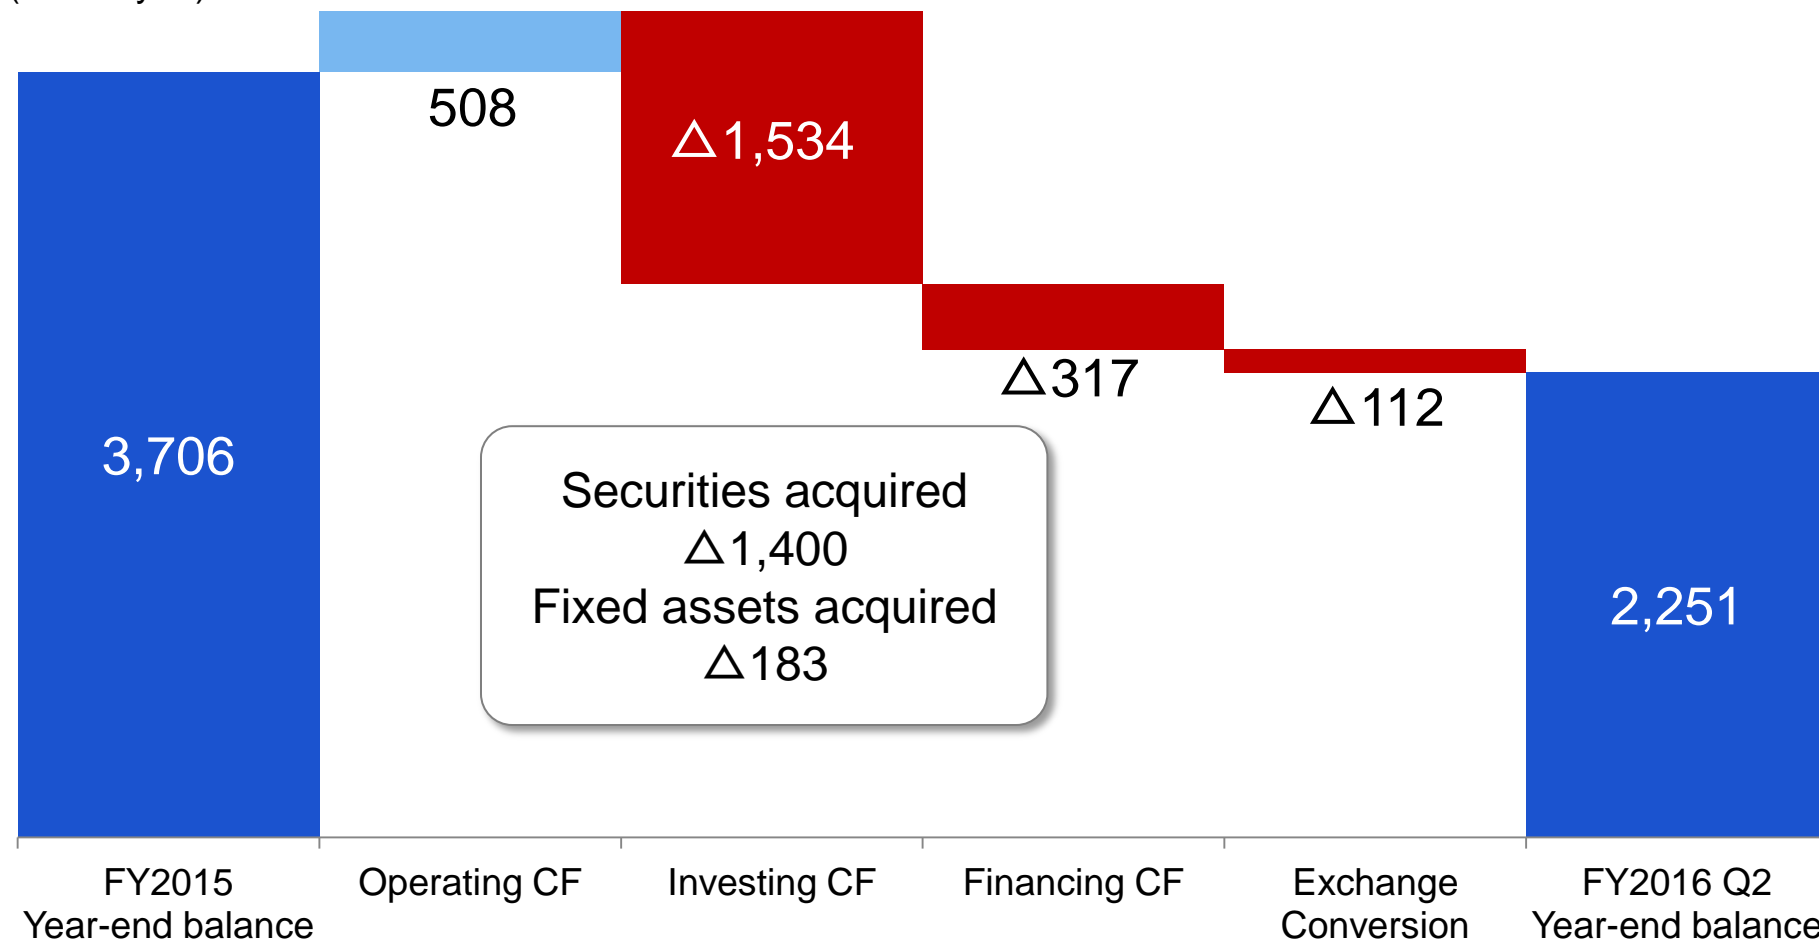 508
△1,534
△317
△112
3,706
Securities acquired
△1,400
Fixed assets acquired
△183
2,251
FY2015
Year-end balance
Operating CF
Investing CF
Financing CF
Exchange
Conversion
FY2016 Q2
Year-end balance